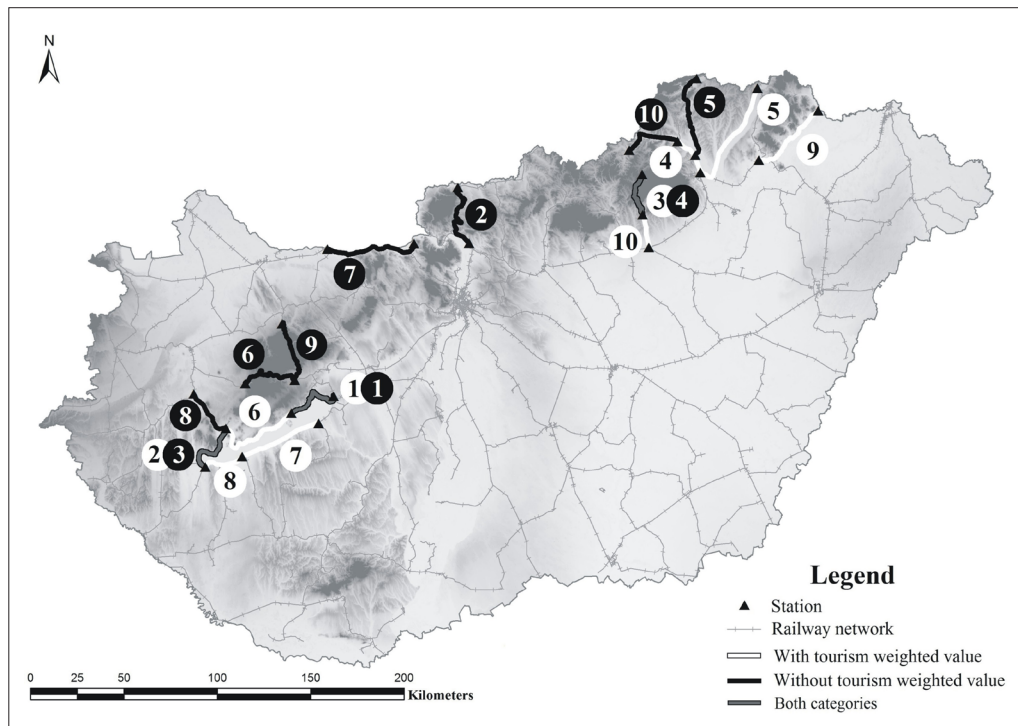 N
10
5
5
4
9
3 4
2
10
7
9
6
1 1
8
6
2 3
7
8
Legend
Station
Railway network
With tourism weighted value
Without tourism weighted value
Both categories
0 25 50 100 150 200
Kilometers